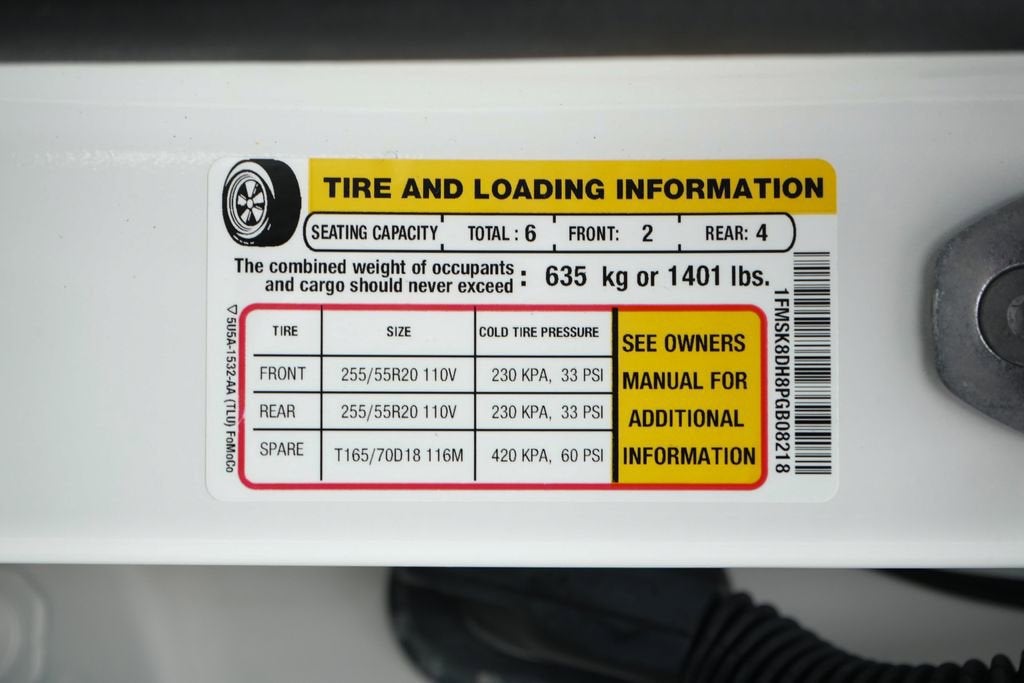 TIRE AND LOADING INFORMATION
SEATING CAPACITY TOTAL: 6 FRONT: 2 REAR: 4
The combined weight of occupants
and cargo should never exceed : 635 kg or 1401 lbs.
TIRE SIZE COLD TIRE PRESSURE
FRONT 255/55R20 110V 230 KPA, 33 PSI
REAR 255/55R20 110V 230 KPA, 33 PSI
SPARE T165/70D18 116M 420 KPA, 60 PSI
SEE OWNERS
MANUAL FOR
ADDITIONAL
INFORMATION
5U5A-1532-AA (TLU) FoMoCo
1FMSK8DH8PGB08218